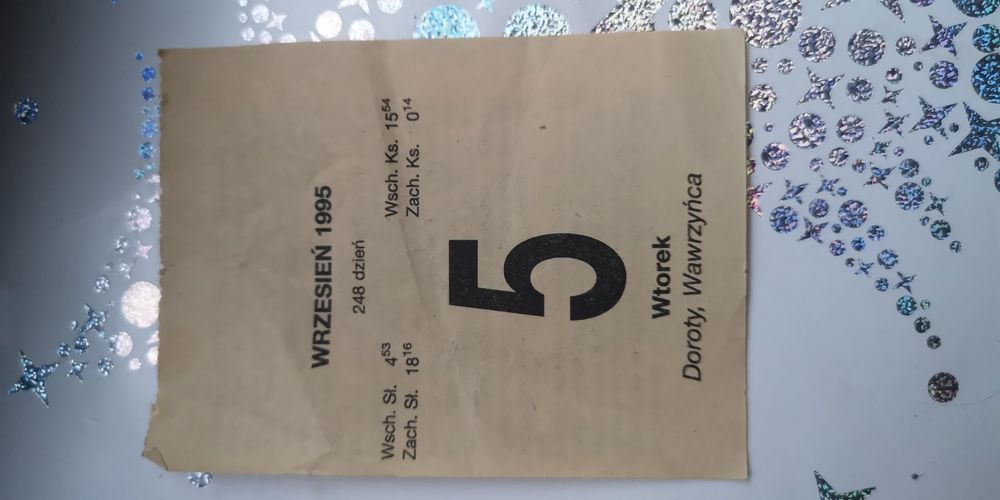 WRZESIEŃ 1995
248 dzień
Wsch. Sł. 4⁵³ Wsch. Ks. 15⁵⁴
Zach. Sł. 18¹⁶ Zach. Ks. 0¹⁴
5
Wtorek
Doroty, Wawrzyńca